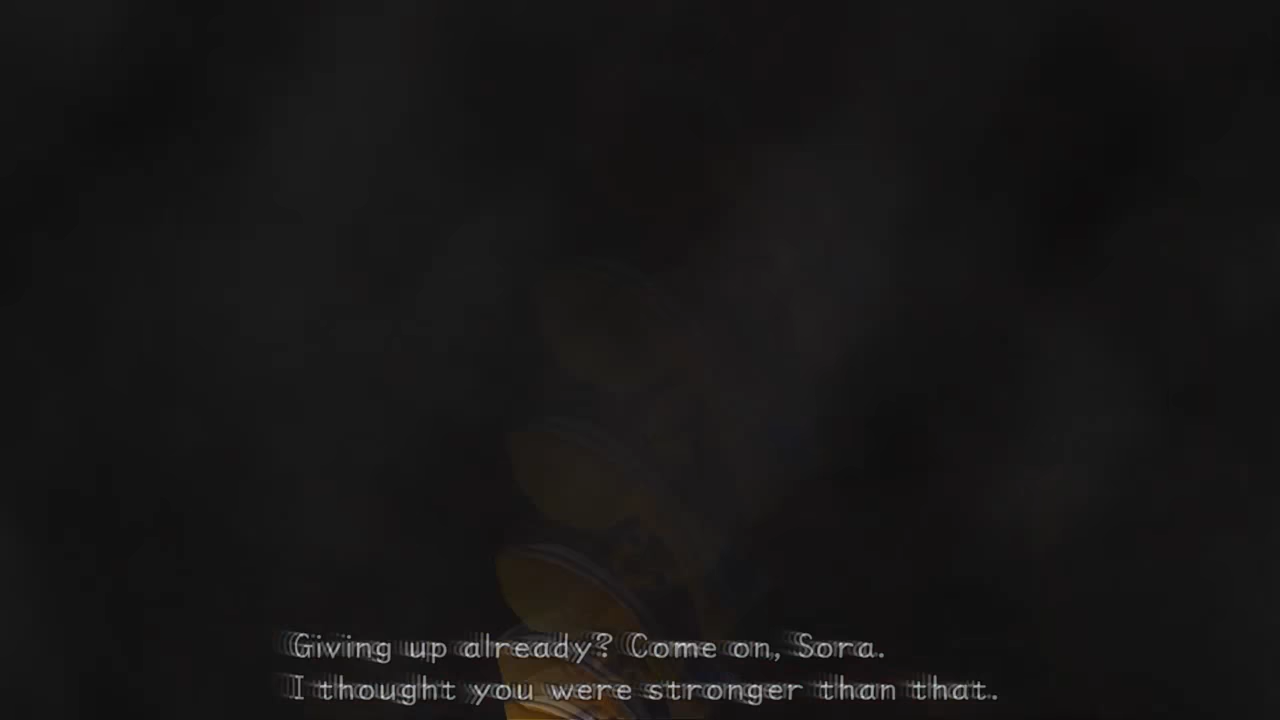 Giving up already? Come on, Sora.
I thought you were stronger than that.